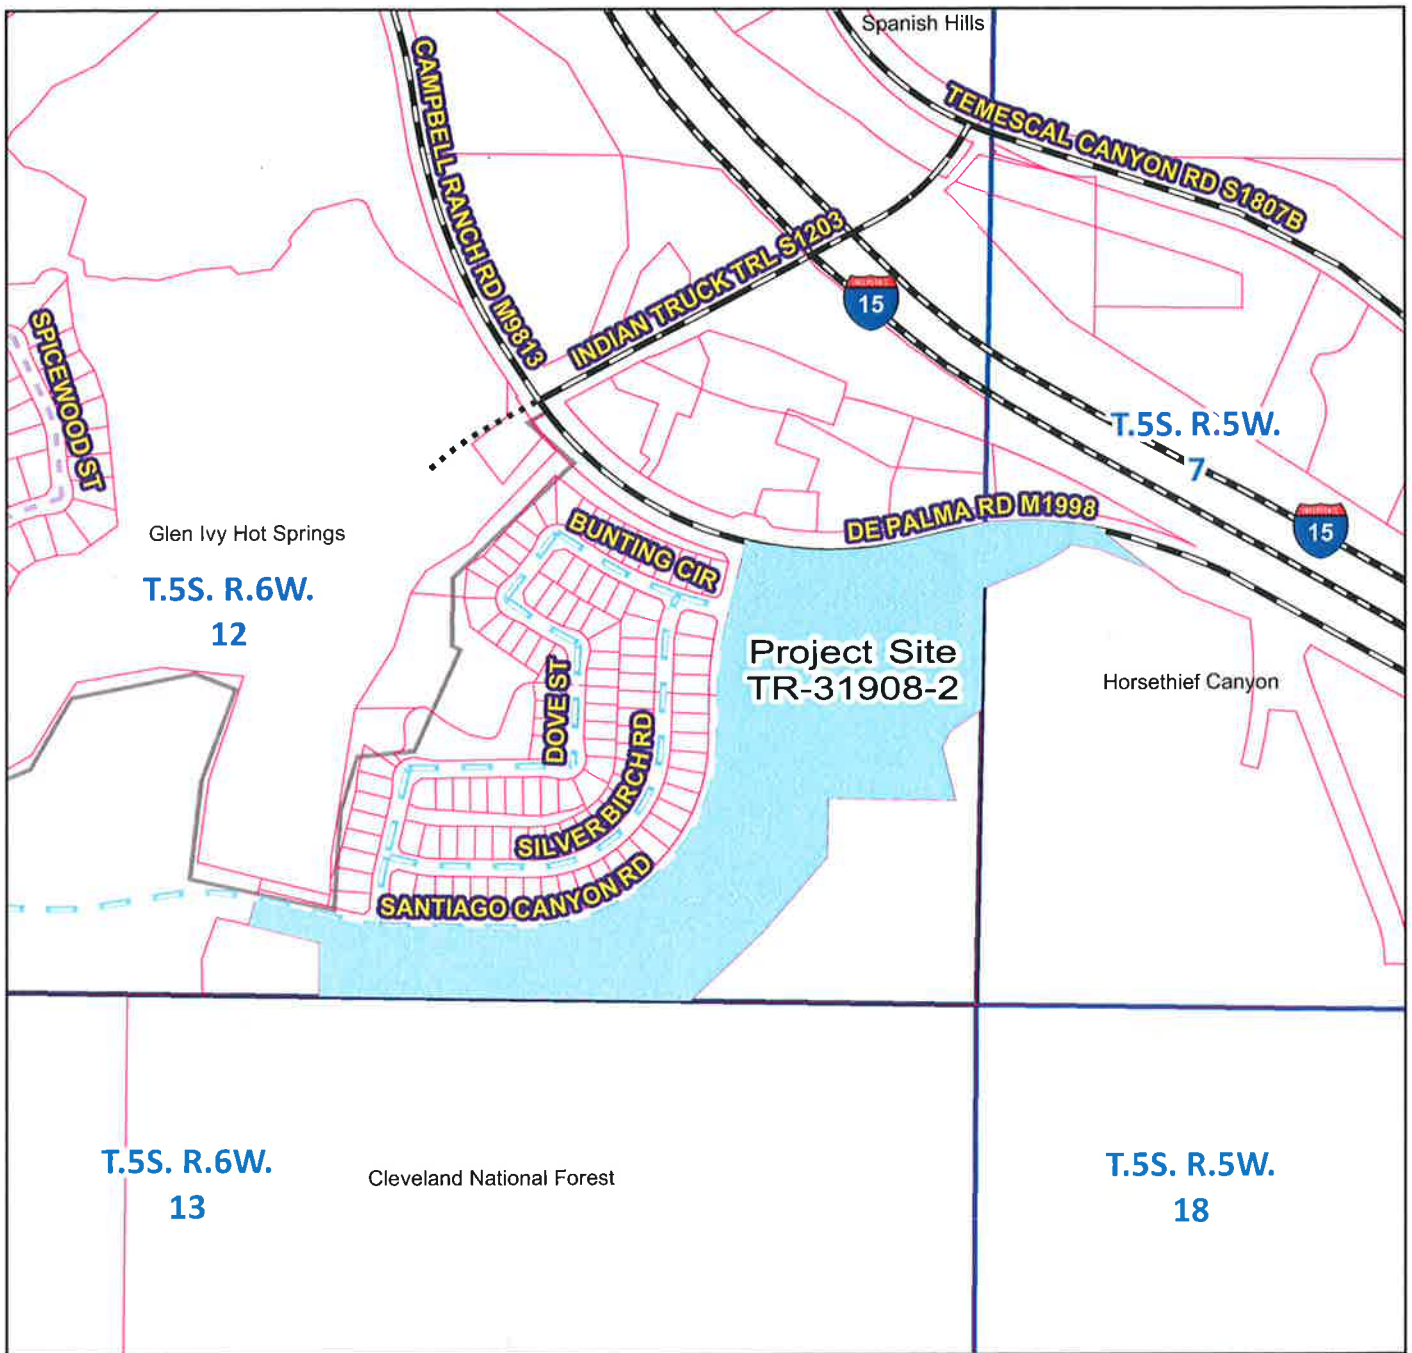 Spanish Hills
CAMPBELL RANCH RD M9813
TEMESCAL CANYON RD S1807B
INDIAN TRUCK TRL S1203
15
SPICEWOOD ST
T.5S. R.5W.
7
15
DE PALMA RD M1998
Glen Ivy Hot Springs
BUNTING CIR
T.5S. R.6W.
12
Project Site
TR-31908-2
Horsethief Canyon
DOVE ST
SILVER BIRCH RD
SANTIAGO CANYON RD
T.5S. R.6W.
13
Cleveland National Forest
T.5S. R.5W.
18